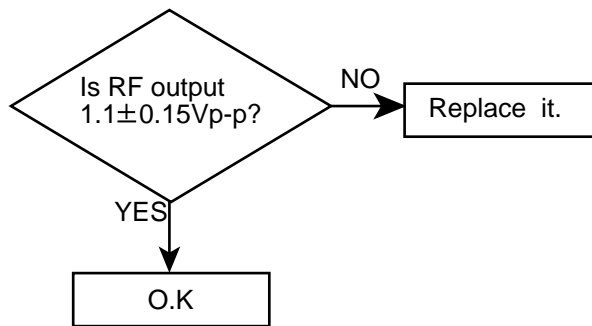 Is RF output
1.1±0.15Vp-p?
NO
Replace it.
YES
O.K